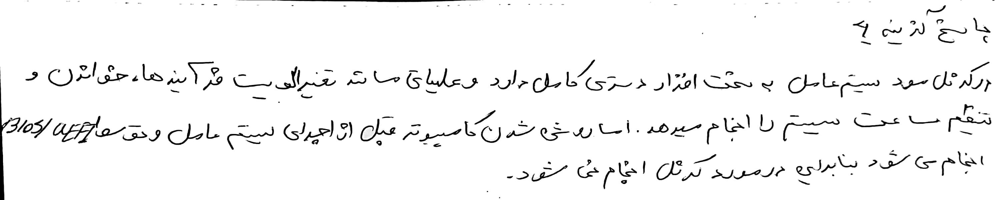 پاسخ گزینه ۴
در کرنل مود سیستم عامل به سخت افزار دسترسی کامل دارد و عملیاتی مانند تغییر الویت فرآیندها، خواندن و
تنظیم ساعت سیستم را انجام میدهد. اما روشن شدن کامپیوتر قبل از اجرای سیستم عامل و توسط BIOS/UEFI
انجام می شود بنابراین در مورد کرنل انجام نمی شود.